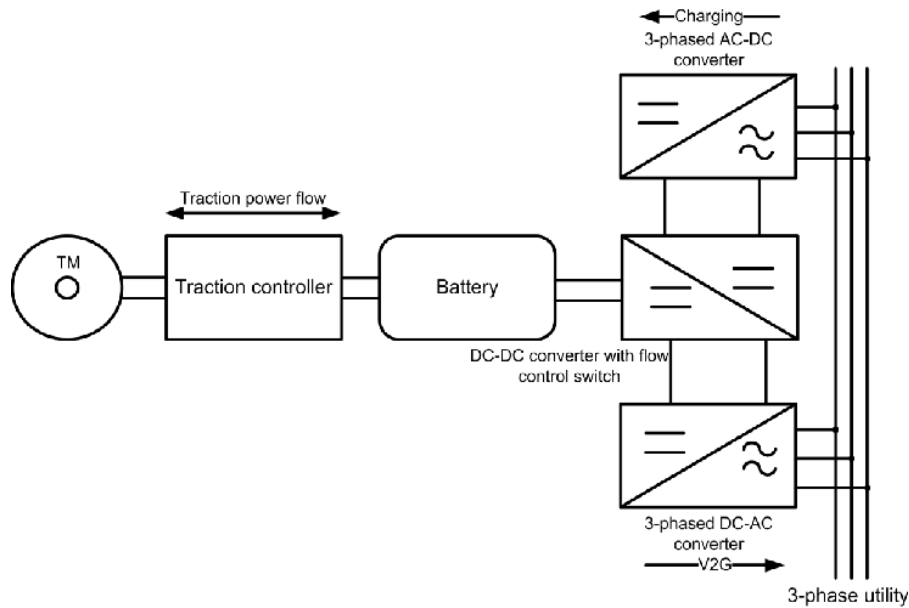 Charging
3-phased AC-DC
converter
Traction power flow
TM
Traction controller
Battery
DC-DC converter with flow
control switch
3-phased DC-AC
converter
V2G
3-phase utility